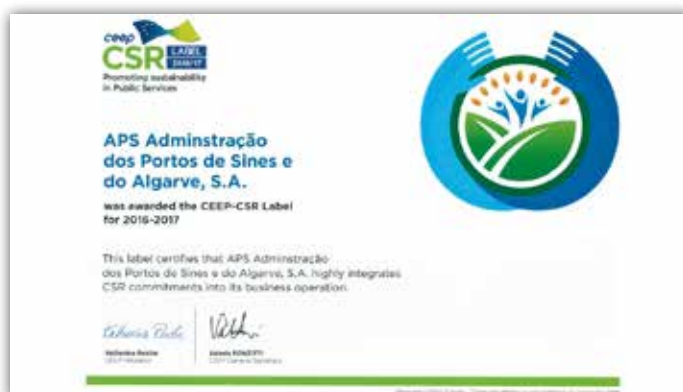 ceep
CSR LABEL
2016/17
Promoting sustainability
in Public Services
APS Adminstração
dos Portos de Sines e
do Algarve, S.A.
was awarded the CEEP-CSR Label
for 2016-2017
This label certifies that APS Adminstração
dos Portos de Sines e do Algarve, S.A. highly integrates
CSR commitments into its business operation.